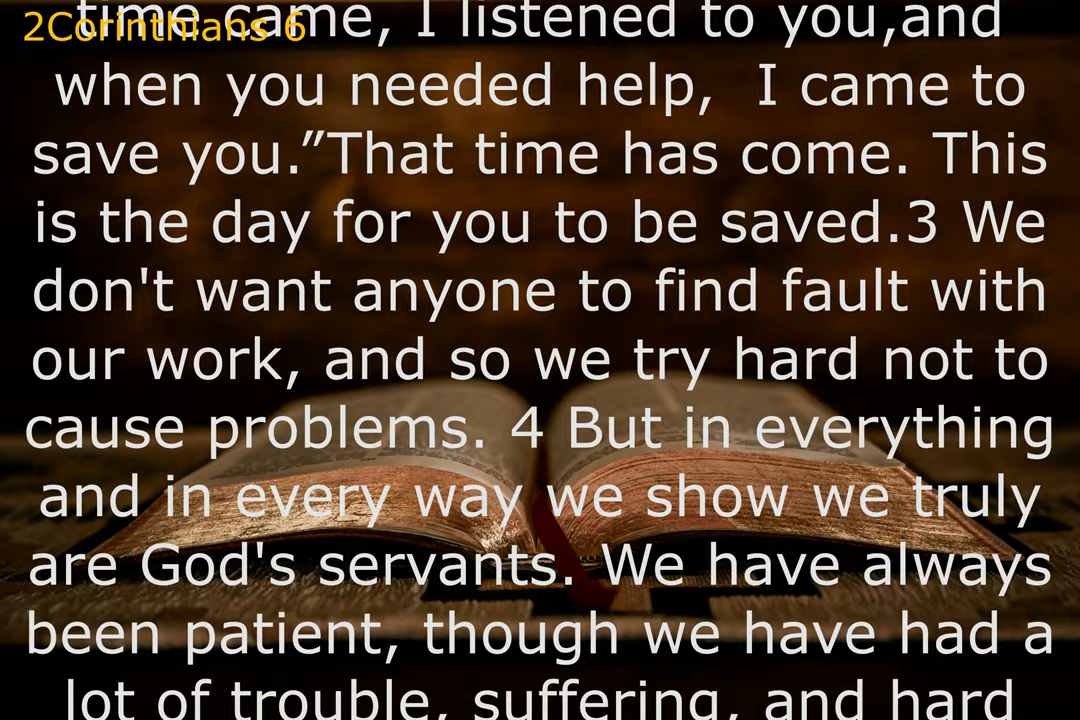 2Corinthians 6
time came, I listened to you,and
when you needed help,  I came to
save you.”That time has come. This
is the day for you to be saved.3 We
don't want anyone to find fault with
our work, and so we try hard not to
cause problems. 4 But in everything
and in every way we show we truly
are God's servants. We have always
been patient, though we have had a
lot of trouble, suffering, and hard